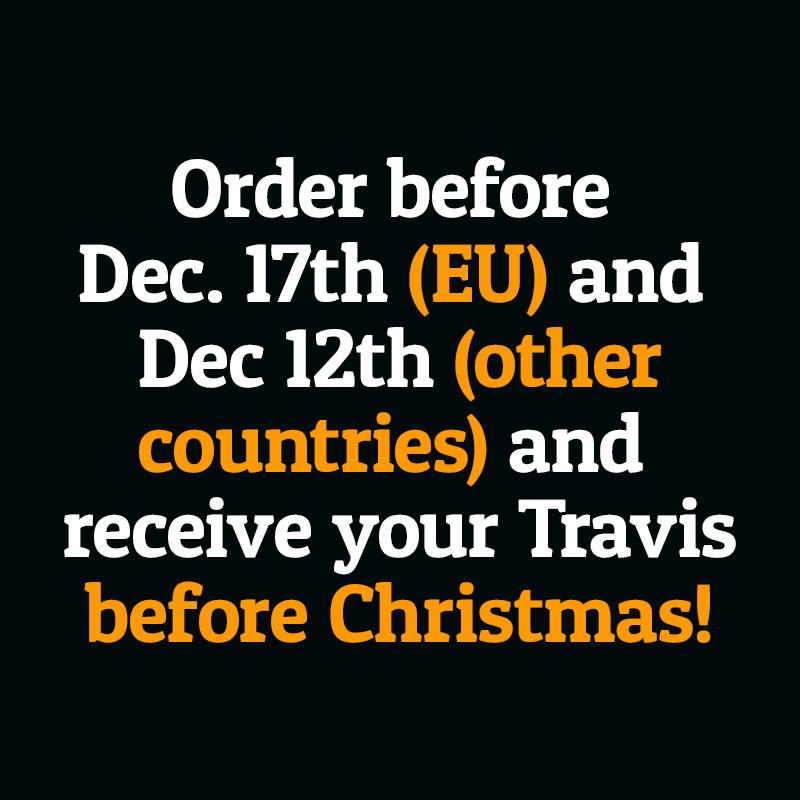 Order before
Dec. 17th (EU) and
Dec 12th (other
countries) and
receive your Travis
before Christmas!